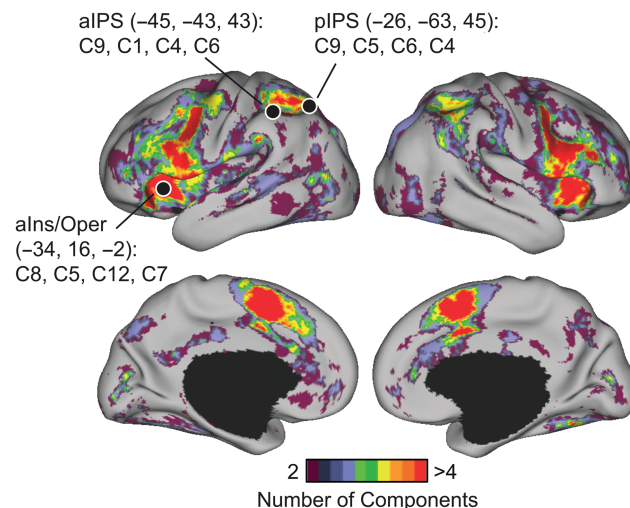 aIPS (–45, –43, 43):
C9, C1, C4, C6
pIPS (–26, –63, 45):
C9, C5, C6, C4
aIns/Oper
(–34, 16, –2):
C8, C5, C12, C7
2 >4
Number of Components